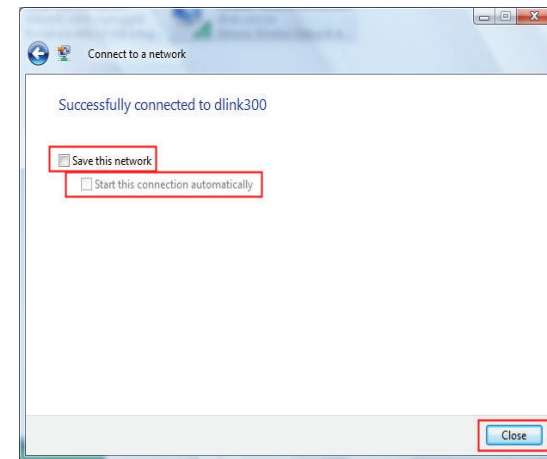 Connect to a network
Successfully connected to dlink300
Save this network
Start this connection automatically
Close